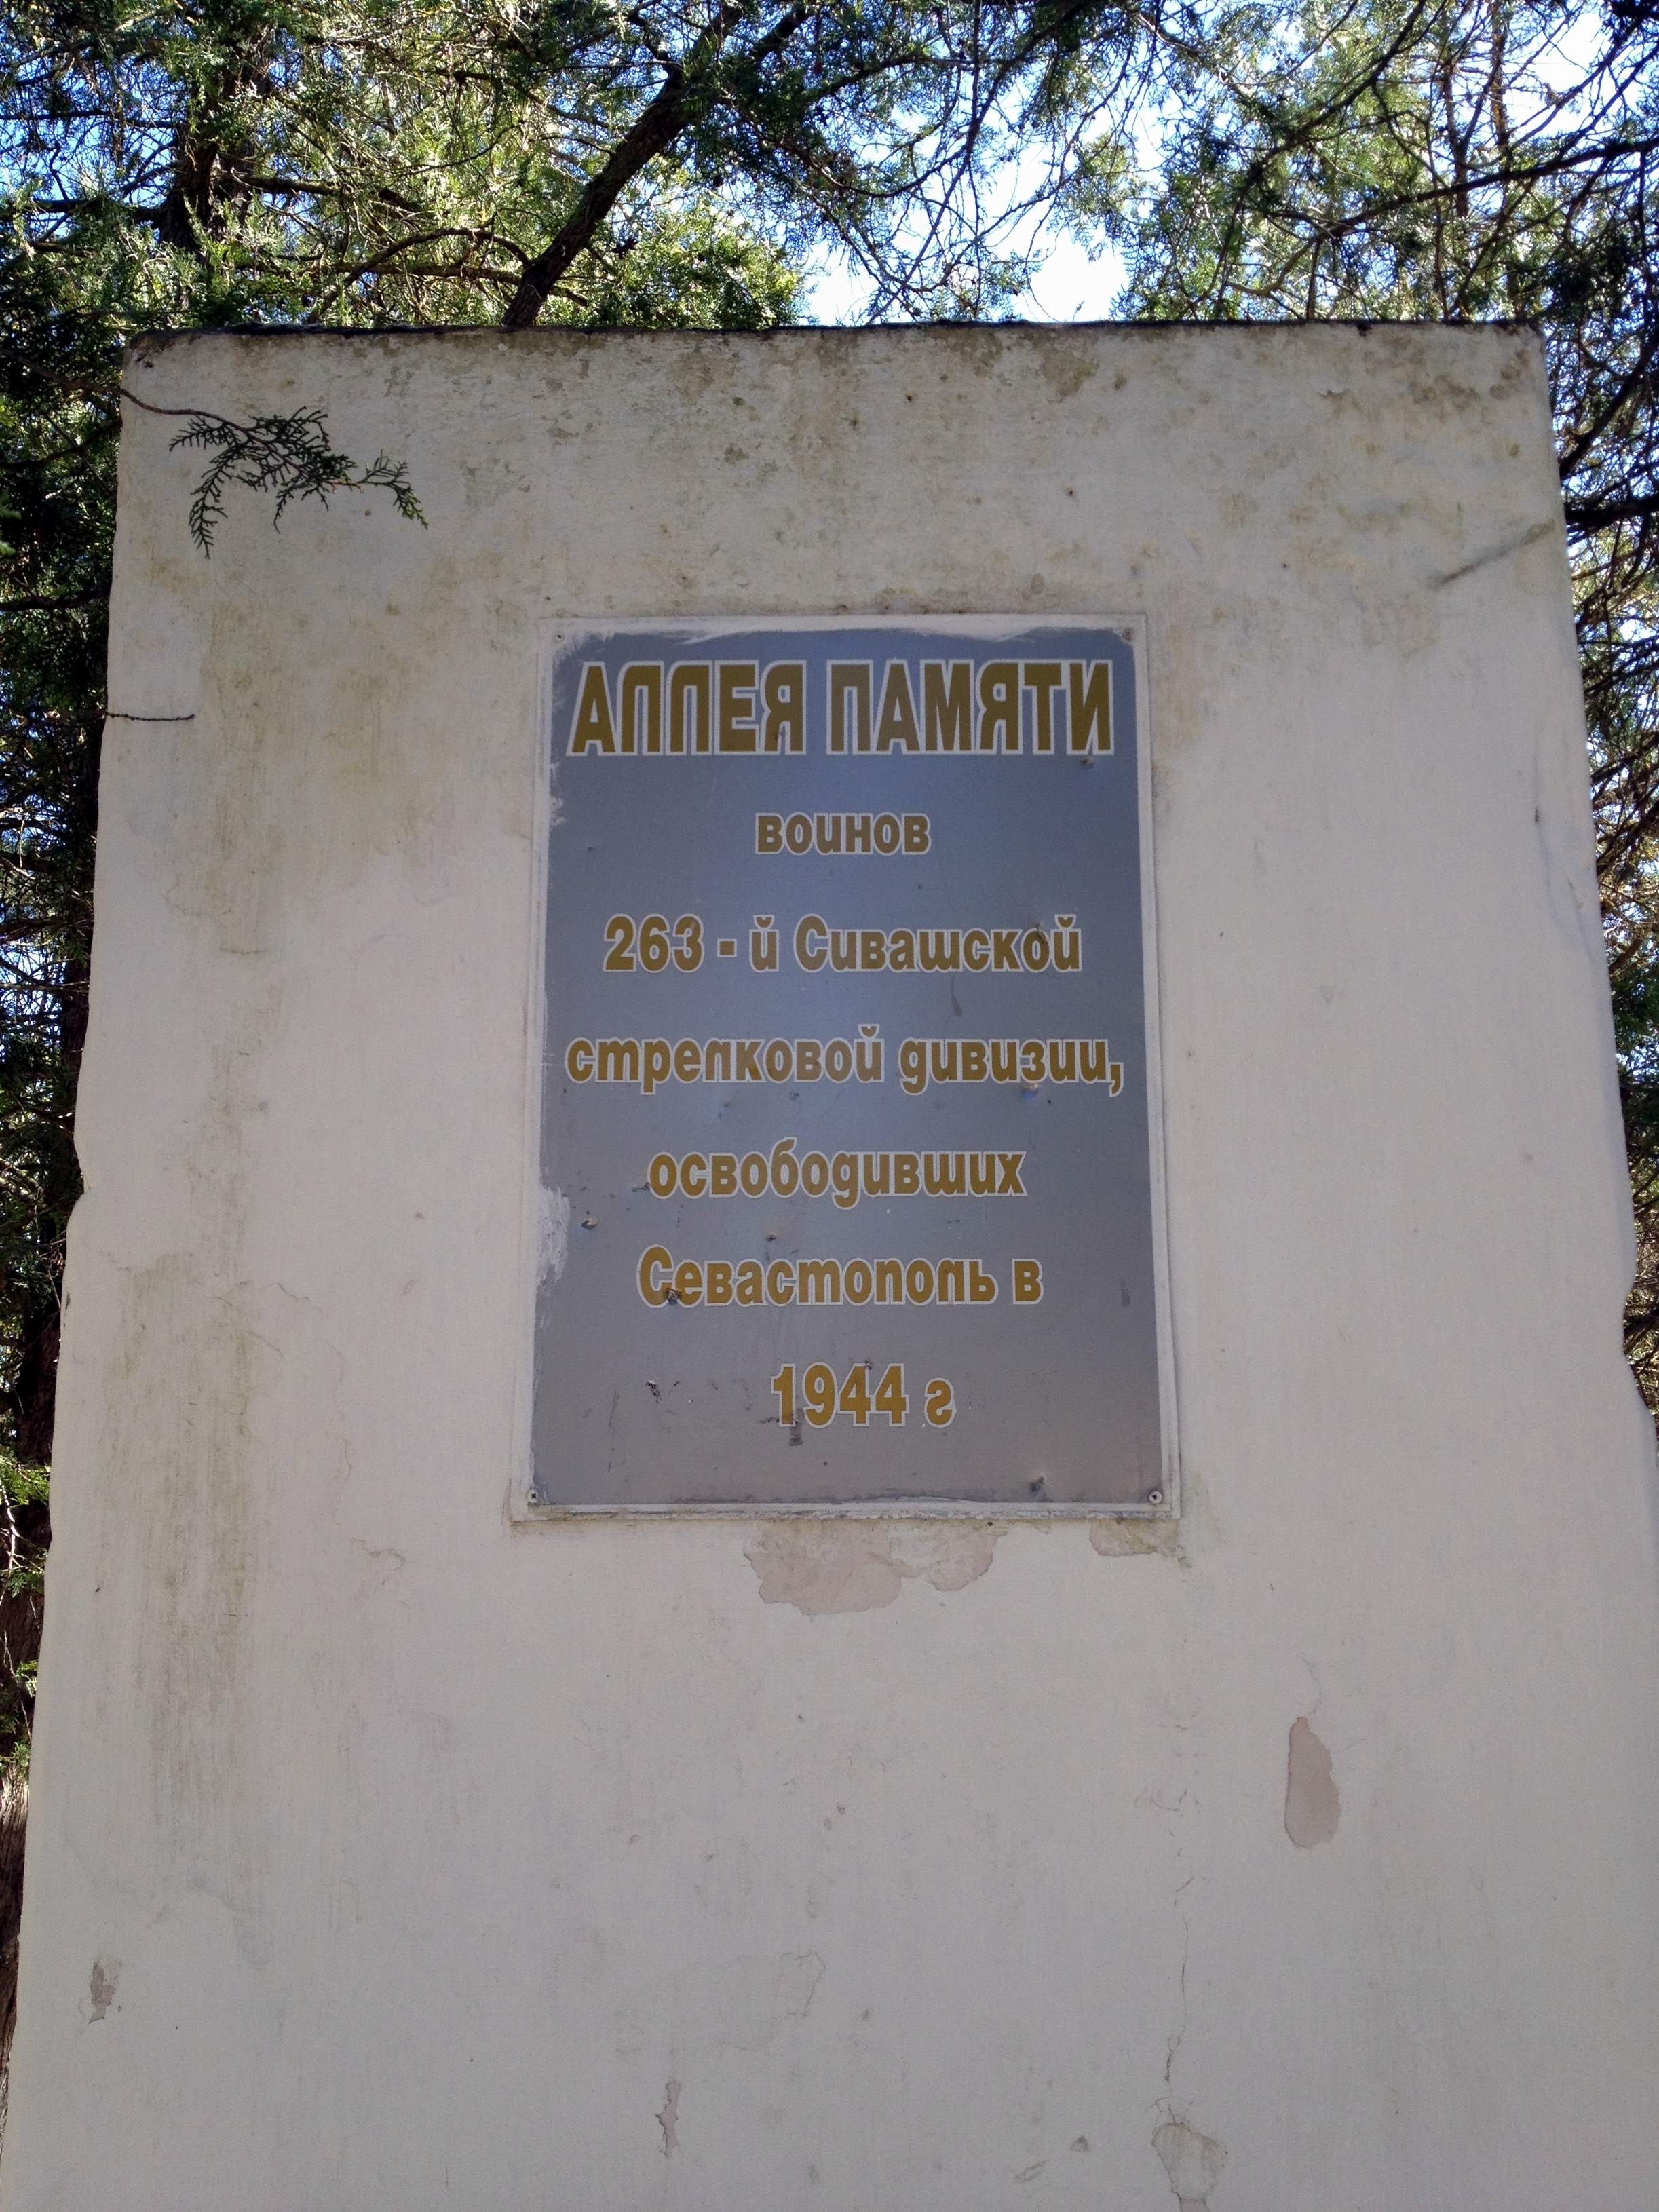 АЛЛЕЯ ПАМЯТИ
воинов
263 - й Сивашской
стрелковой дивизии,
освободивших
Севастополь в
1944 г